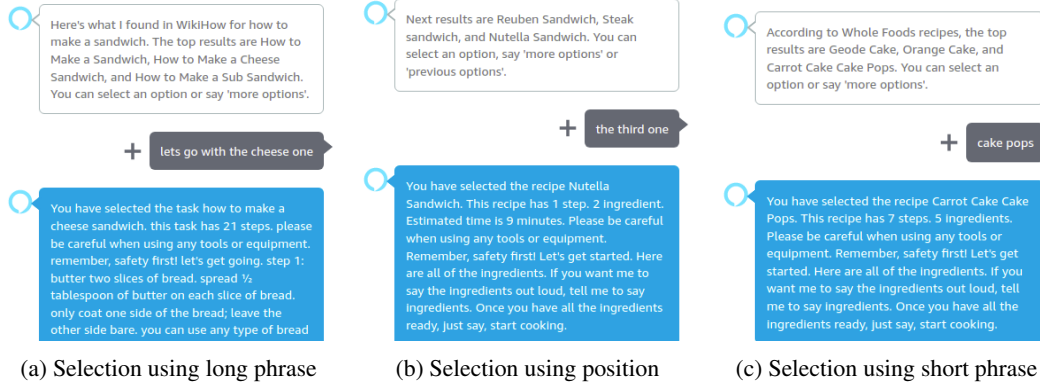 Here's what I found in WikiHow for how to
make a sandwich. The top results are How to
Make a Sandwich, How to Make a Cheese
Sandwich, and How to Make a Sub Sandwich.
You can select an option or say 'more options'.
+ lets go with the cheese one
You have selected the task how to make a
cheese sandwich. this task has 21 steps. please
be careful when using any tools or equipment.
remember, safety first! let's get going. step 1:
butter two slices of bread. spread ½
tablespoon of butter on each slice of bread.
only coat one side of the bread; leave the
other side bare. you can use any type of bread
(a) Selection using long phrase
Next results are Reuben Sandwich, Steak
sandwich, and Nutella Sandwich. You can
select an option, say 'more options' or
'previous options'.
+ the third one
You have selected the recipe Nutella
Sandwich. This recipe has 1 step. 2 ingredient.
Estimated time is 9 minutes. Please be careful
when using any tools or equipment.
Remember, safety first! Let's get started. Here
are all of the ingredients. If you want me to
say the ingredients out loud, tell me to say
ingredients. Once you have all the ingredients
ready, just say, start cooking.
(b) Selection using position
According to Whole Foods recipes, the top
results are Geode Cake, Orange Cake, and
Carrot Cake Cake Pops. You can select an
option or say 'more options'.
+ cake pops
You have selected the recipe Carrot Cake Cake
Pops. This recipe has 7 steps. 5 ingredients.
Please be careful when using any tools or
equipment. Remember, safety first! Let's get
started. Here are all of the ingredients. If you
want me to say the ingredients out loud, tell
me to say ingredients. Once you have all the
ingredients ready, just say, start cooking.
(c) Selection using short phrase